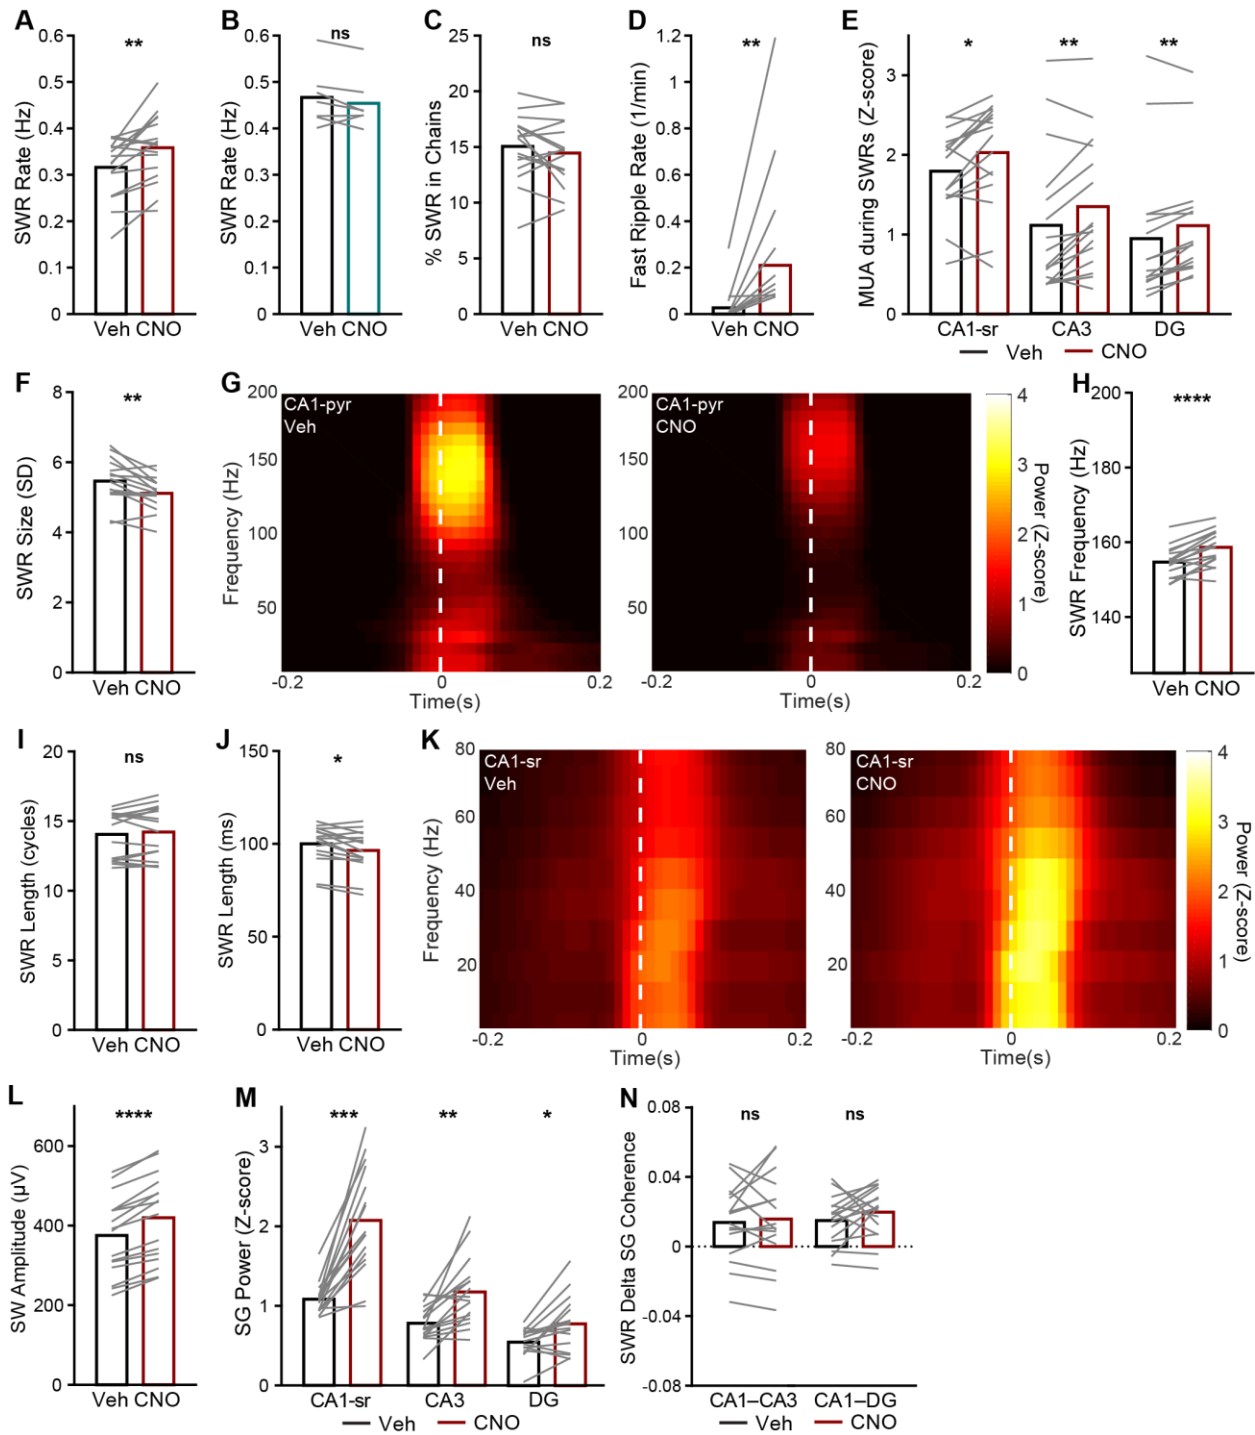 A
SWR Rate (Hz)
0.6
0.5
0.4
0.3
0.2
0.1
0
**
Veh CNO
B
SWR Rate (Hz)
0.6
0.5
0.4
0.3
0.2
0.1
0
ns
Veh CNO
C
% SWR in Chains
25
20
15
10
5
0
ns
Veh CNO
D
Fast Ripple Rate (1/min)
1.2
1
0.8
0.6
0.4
0.2
0
**
Veh CNO
E
MUA during SWRs (Z-score)
3
2
1
0
* ** **
CA1-sr CA3 DG
Veh CNO
F
SWR Size (SD)
8
6
4
2
0
**
Veh CNO
G
Frequency (Hz)
200
150
100
50
CA1-pyr
Veh
-0.2 0 0.2
Time(s)
200
150
100
50
CA1-pyr
CNO
-0.2 0 0.2
Time(s)
4
3
2
1
0
Power (Z-score)
H
SWR Frequency (Hz)
200
180
160
140
****
Veh CNO
I
SWR Length (cycles)
20
15
10
5
0
ns
Veh CNO
J
SWR Length (ms)
150
100
50
0
*
Veh CNO
K
Frequency (Hz)
80
60
40
20
CA1-sr
Veh
-0.2 0 0.2
Time(s)
80
60
40
20
CA1-sr
CNO
-0.2 0 0.2
Time(s)
4
3
2
1
0
Power (Z-score)
L
SW Amplitude (μV)
600
400
200
0
****
Veh CNO
M
SG Power (Z-score)
3
2
1
0
*** ** *
CA1-sr CA3 DG
Veh CNO
N
SWR Delta SG Coherence
0.08
0.04
0
-0.04
-0.08
ns ns
CA1–CA3 CA1–DG
Veh CNO